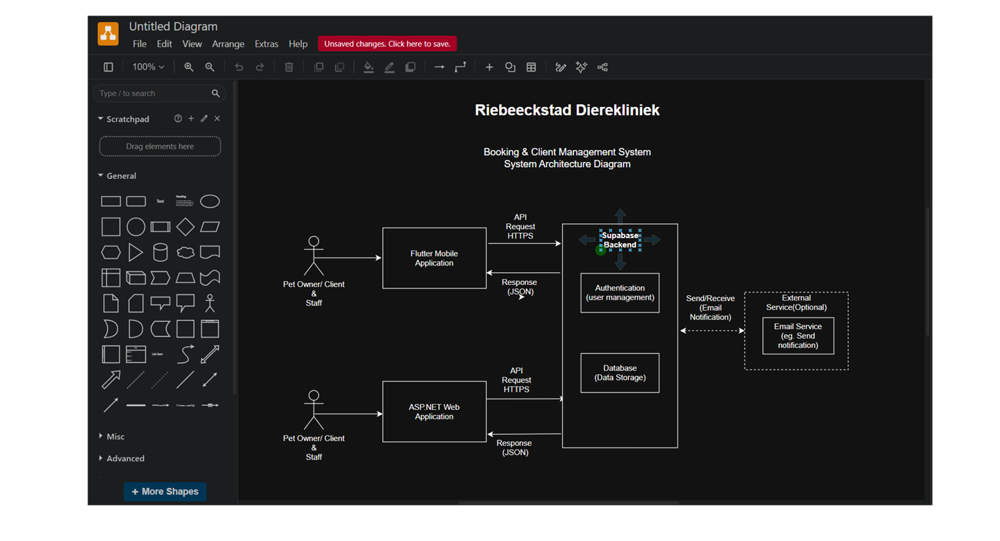 Untitled Diagram
File Edit View Arrange Extras Help Unsaved changes. Click here to save.
100%
Type / to search
Scratchpad
Drag elements here
General
Text
Heading
List Item
Misc
Advanced
+ More Shapes
Riebeeckstad Dierekliniek
Booking & Client Management System
System Architecture Diagram
API
Request
HTTPS
Supabase
Backend
Flutter Mobile
Application
Pet Owner/ Client
&
Staff
Response
(JSON)
Authentication
(user management)
Send/Receive
(Email
Notification)
External
Service(Optional)
Email Service
(eg. Send
notification)
Database
(Data Storage)
API
Request
HTTPS
ASP.NET Web
Application
Pet Owner/ Client
&
Staff
Response
(JSON)